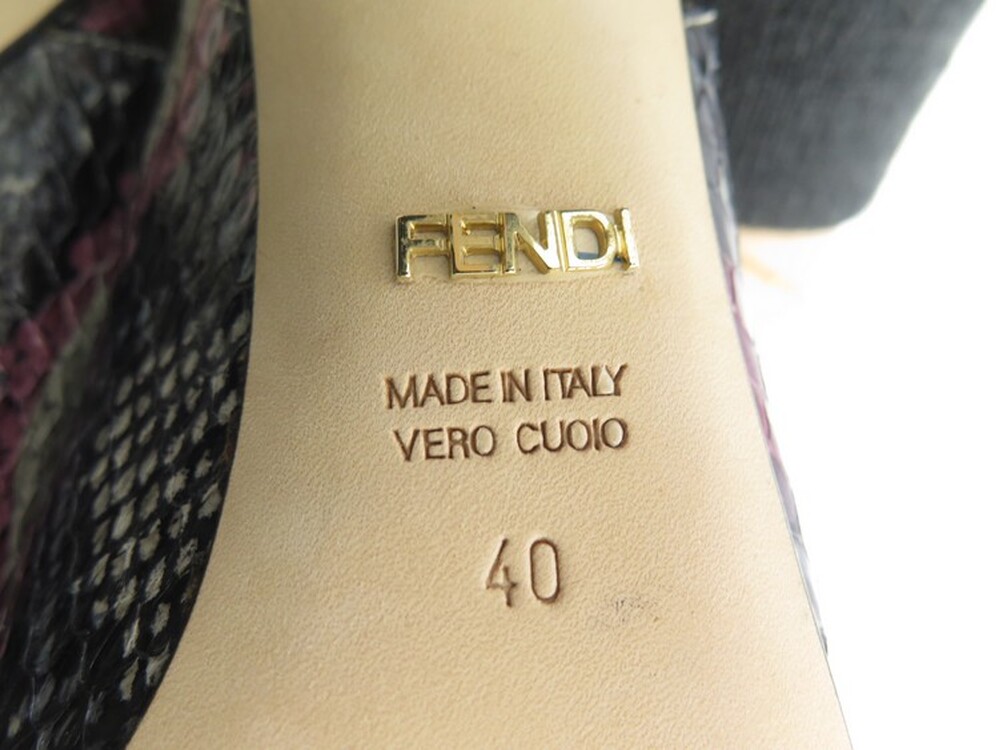 FENDI
MADE IN ITALY
VERO CUOIO
40